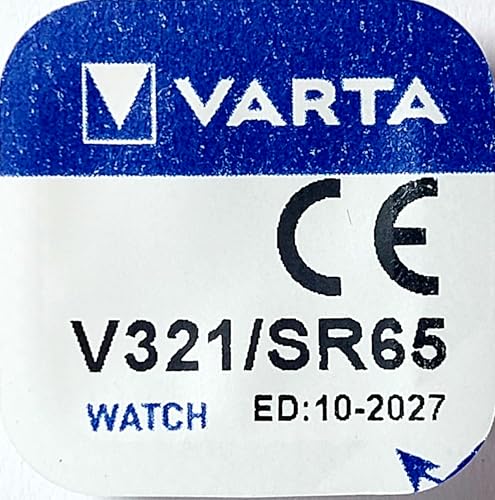 VARTA
CE
V321/SR65
WATCH ED:10-2027